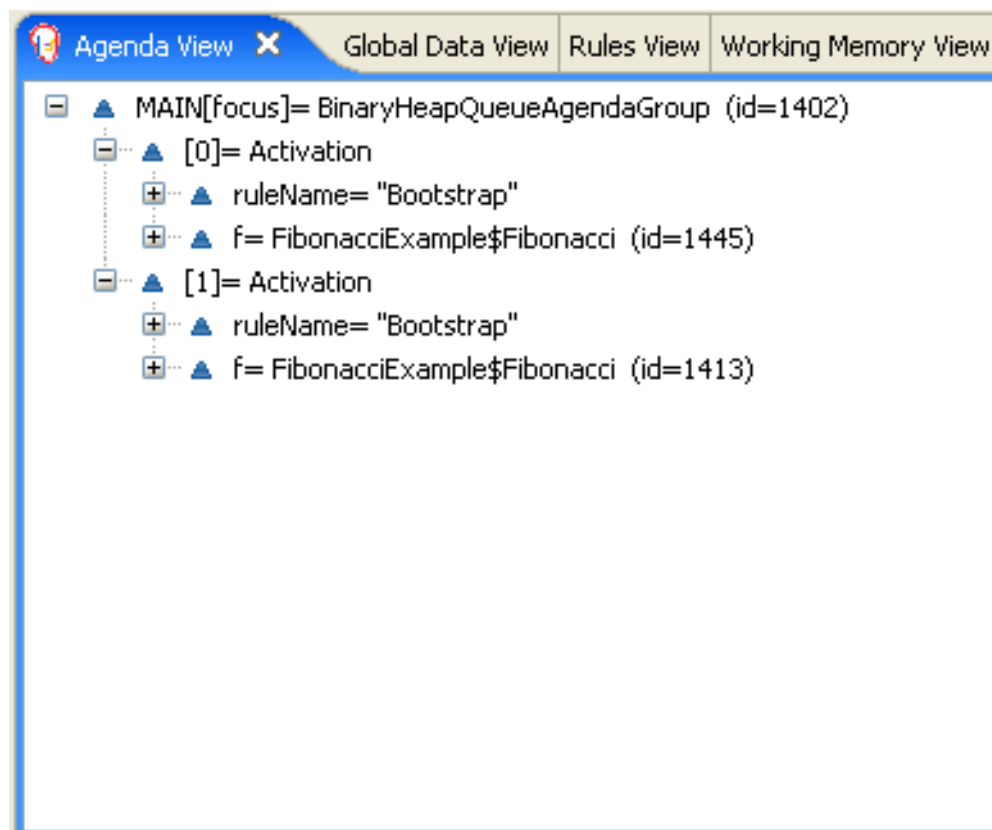 Agenda View Global Data View Rules View Working Memory View
MAIN[focus]= BinaryHeapQueueAgendaGroup (id=1402)
[0]= Activation
ruleName= "Bootstrap"
f= FibonacciExample$Fibonacci (id=1445)
[1]= Activation
ruleName= "Bootstrap"
f= FibonacciExample$Fibonacci (id=1413)